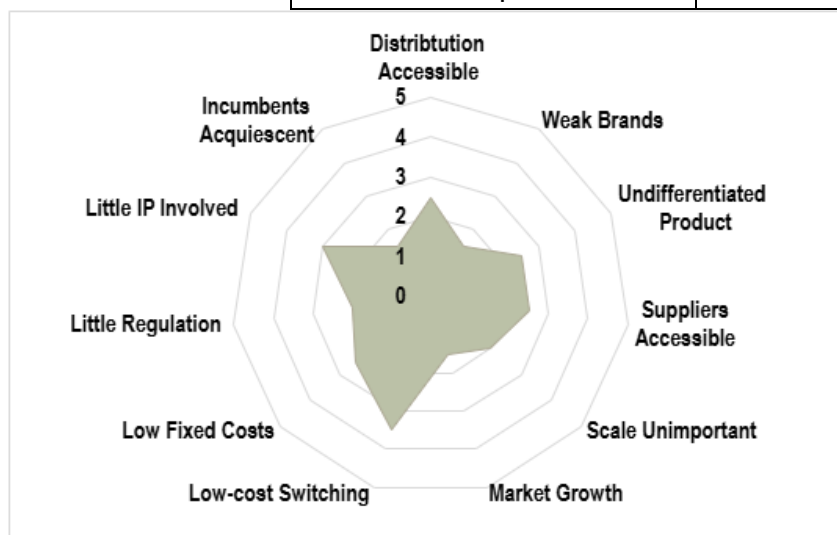 Distribtution
Accessible
Incumbents
Acquiescent
Weak Brands
Little IP Involved
Undifferentiated
Product
Little Regulation
Suppliers
Accessible
Low Fixed Costs
Scale Unimportant
Low-cost Switching
Market Growth
5
4
3
2
1
0